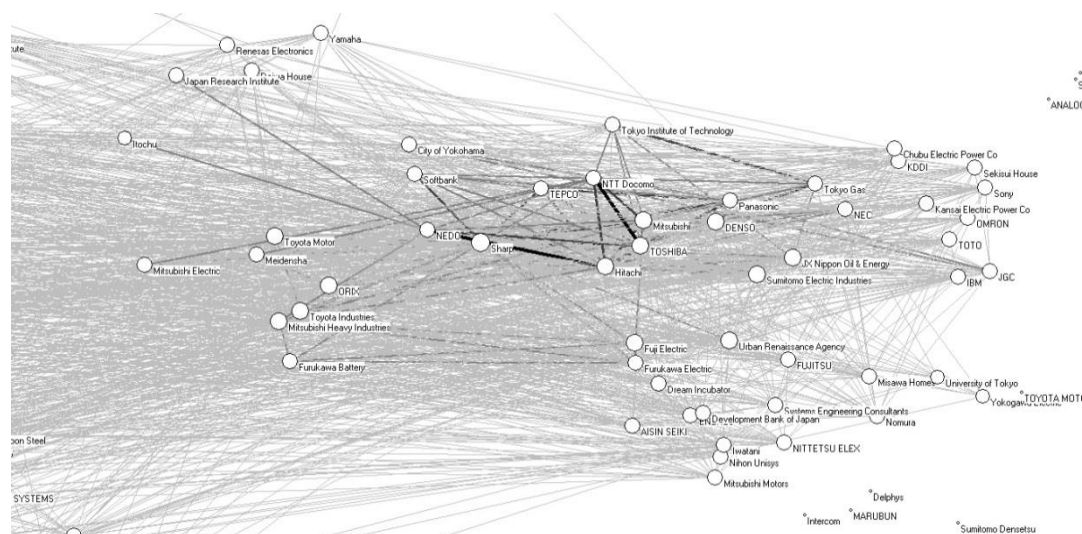 Yamaha
Renesas Electronics
Japan Research Institute
House
ANALOG
Itochu
Tokyo Institute of Technology
City of Yokohama
Chubu Electric Power Co
KDDI
Sekisui House
Softbank
NTT Docomo
TEPCO
Tokyo Gas
Sony
Panasonic
Kansai Electric Power Co
NEC
Mitsubishi
DENSO
OMRON
NEDO
Toyota Motor
Sharp
TOSHIBA
TOTO
Meidensha
Mitsubishi Electric
Hitachi
JX Nippon Oil & Energy
Sumitomo Electric Industries
IBM
JGC
ORIX
Toyota Industries
Mitsubishi Heavy Industries
Fuji Electric
Urban Renaissance Agency
Furukawa Battery
Furukawa Electric
FUJITSU
Dream Incubator
Misawa Homes
University of Tokyo
TOYOTA MOTO
Systems Engineering Consultants
Development Bank of Japan
Nomura
AISIN SEIKI
Iwatani
NITTETSU ELEX
Nihon Unisys
Mitsubishi Motors
Steel
SYSTEMS
Delphys
MARUBUN
Intercom
Sumitomo Densetsu